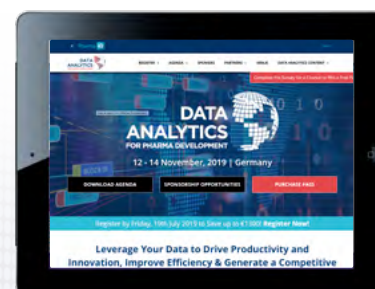 DATA
ANALYTICS
REGISTER
AGENDA
SPONSORS
PARTNERS
VENUE
DATA ANALYTICS CONTENT
DATA
ANALYTICS
FOR PHARMA DEVELOPMENT
12 - 14 November, 2019 | Germany
DOWNLOAD AGENDA
SPONSORSHIP OPPORTUNITIES
PURCHASE PASS
Register by Friday, 19th July 2019 to Save up to €1300! Register Now!
Leverage Your Data to Drive Productivity and
Innovation, Improve Efficiency & Generate a Competitive